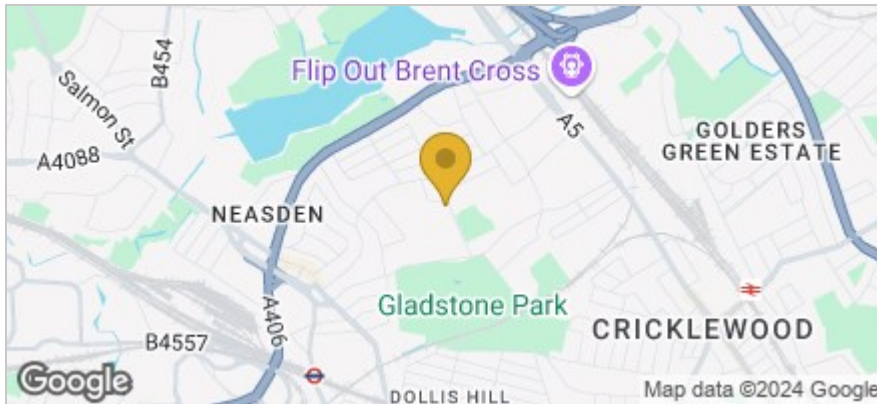 B454
Flip Out Brent Cross
Salmon St
A5
GOLDERS
GREEN ESTATE
A4088
NEASDEN
Gladstone Park
A406
CRICKLEWOOD
B4557
Google
DOLLIS HILL
Map data ©2024 Google